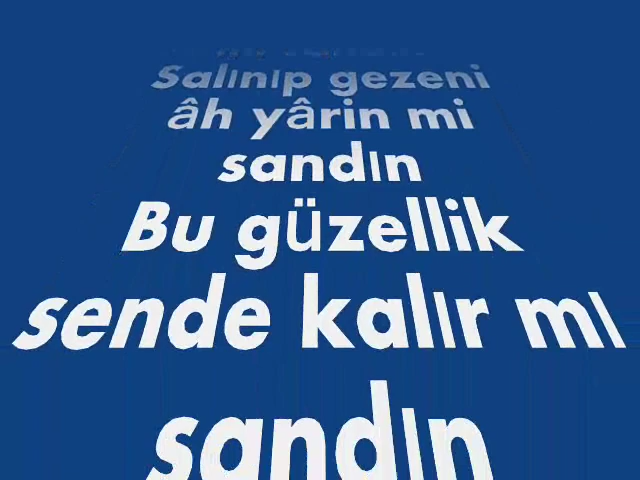 Salınıp gezeni
âh yârin mi
sandın
Bu güzellik
sende kalır mı
sandın